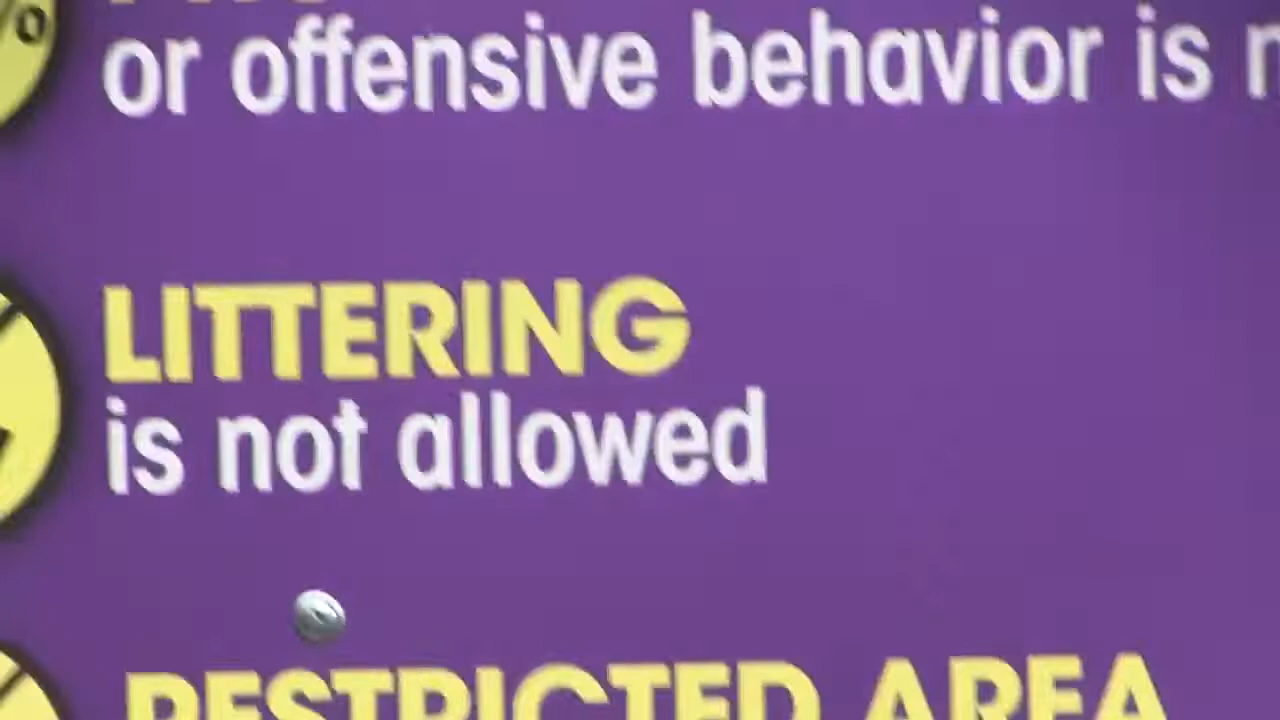 or offensive behavior is
LITTERING
is not allowed
RESTRICTED AREA